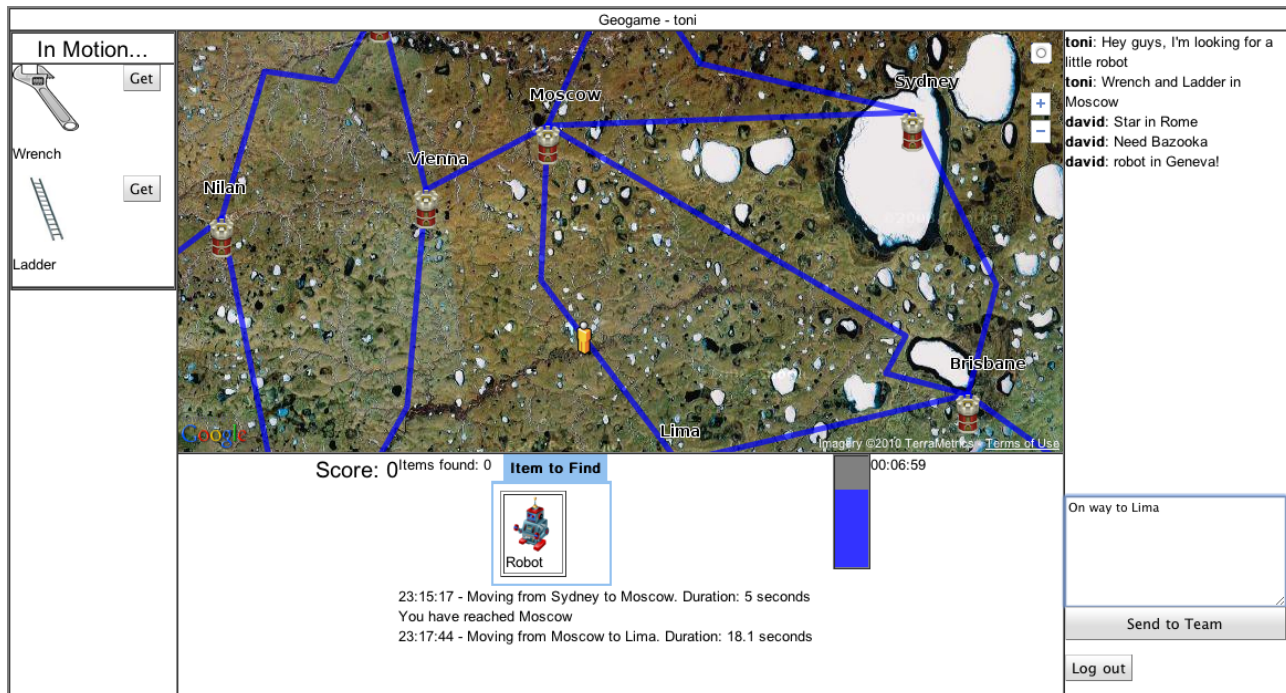 Geogame - toni
In Motion...
Get
Wrench
Get
Ladder
Moscow
Sydney
+
−
Vienna
Nilan
Brisbane
Lima
Google
Imagery ©2010 TerraMetrics - Terms of Use
toni: Hey guys, I'm looking for a
little robot
toni: Wrench and Ladder in
Moscow
david: Star in Rome
david: Need Bazooka
david: robot in Geneva!
Score: 0
Items found: 0
Item to Find
00:06:59
Robot
23:15:17 - Moving from Sydney to Moscow. Duration: 5 seconds
You have reached Moscow
23:17:44 - Moving from Moscow to Lima. Duration: 18.1 seconds
On way to Lima
Send to Team
Log out